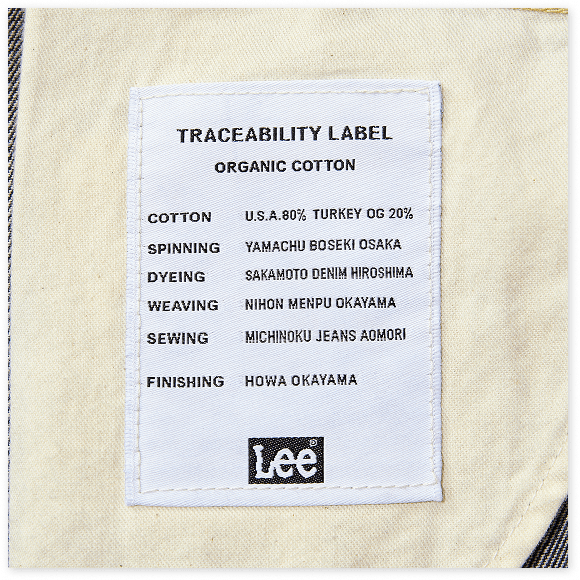 TRACEABILITY LABEL
ORGANIC COTTON
COTTON U.S.A.80% TURKEY OG 20%
SPINNING YAMACHU BOSEKI OSAKA
DYEING SAKAMOTO DENIM HIROSHIMA
WEAVING NIHON MENPU OKAYAMA
SEWING MICHINOKU JEANS AOMORI
FINISHING HOWA OKAYAMA
Lee®